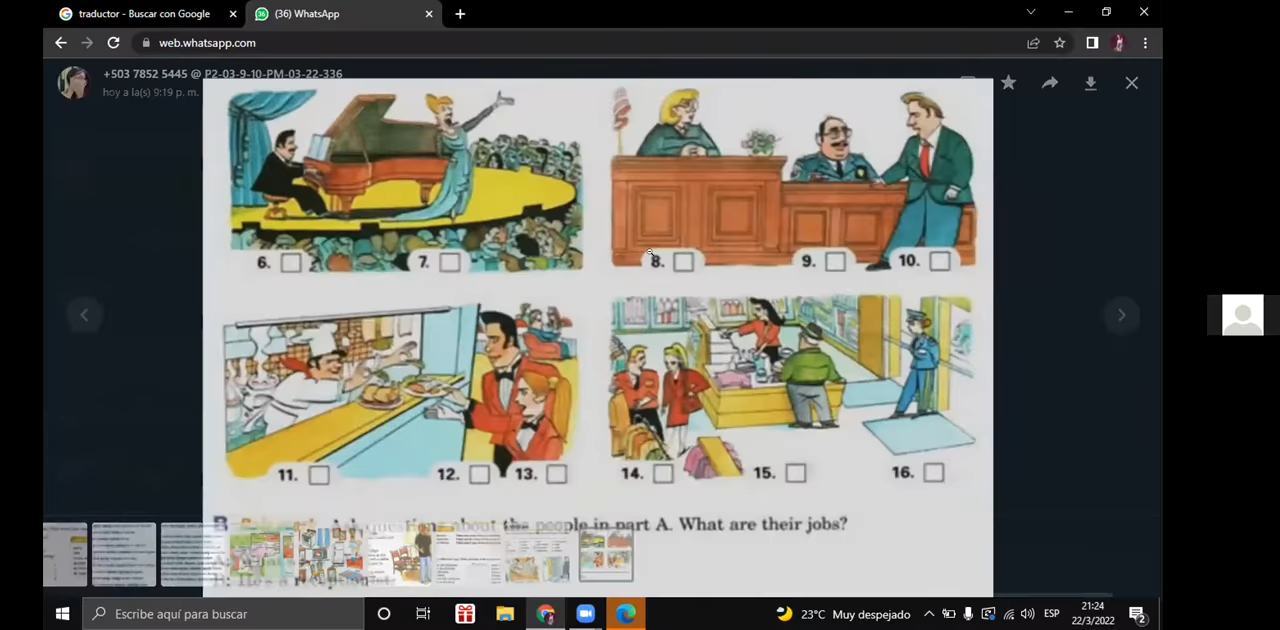 traductor - Buscar con Google
(36) WhatsApp
web.whatsapp.com
+503 7852 5445 @ P2-03-9-10-PM-03-22-336
hoy a la(s) 9:19 p. m.
6.
7.
8.
9.
10.
11.
12.
13.
14.
15.
16.
B
Ask questions about the people in part A. What are their jobs?
Escribe aquí para buscar
23°C Muy despejado
ESP
21:24
22/3/2022
2